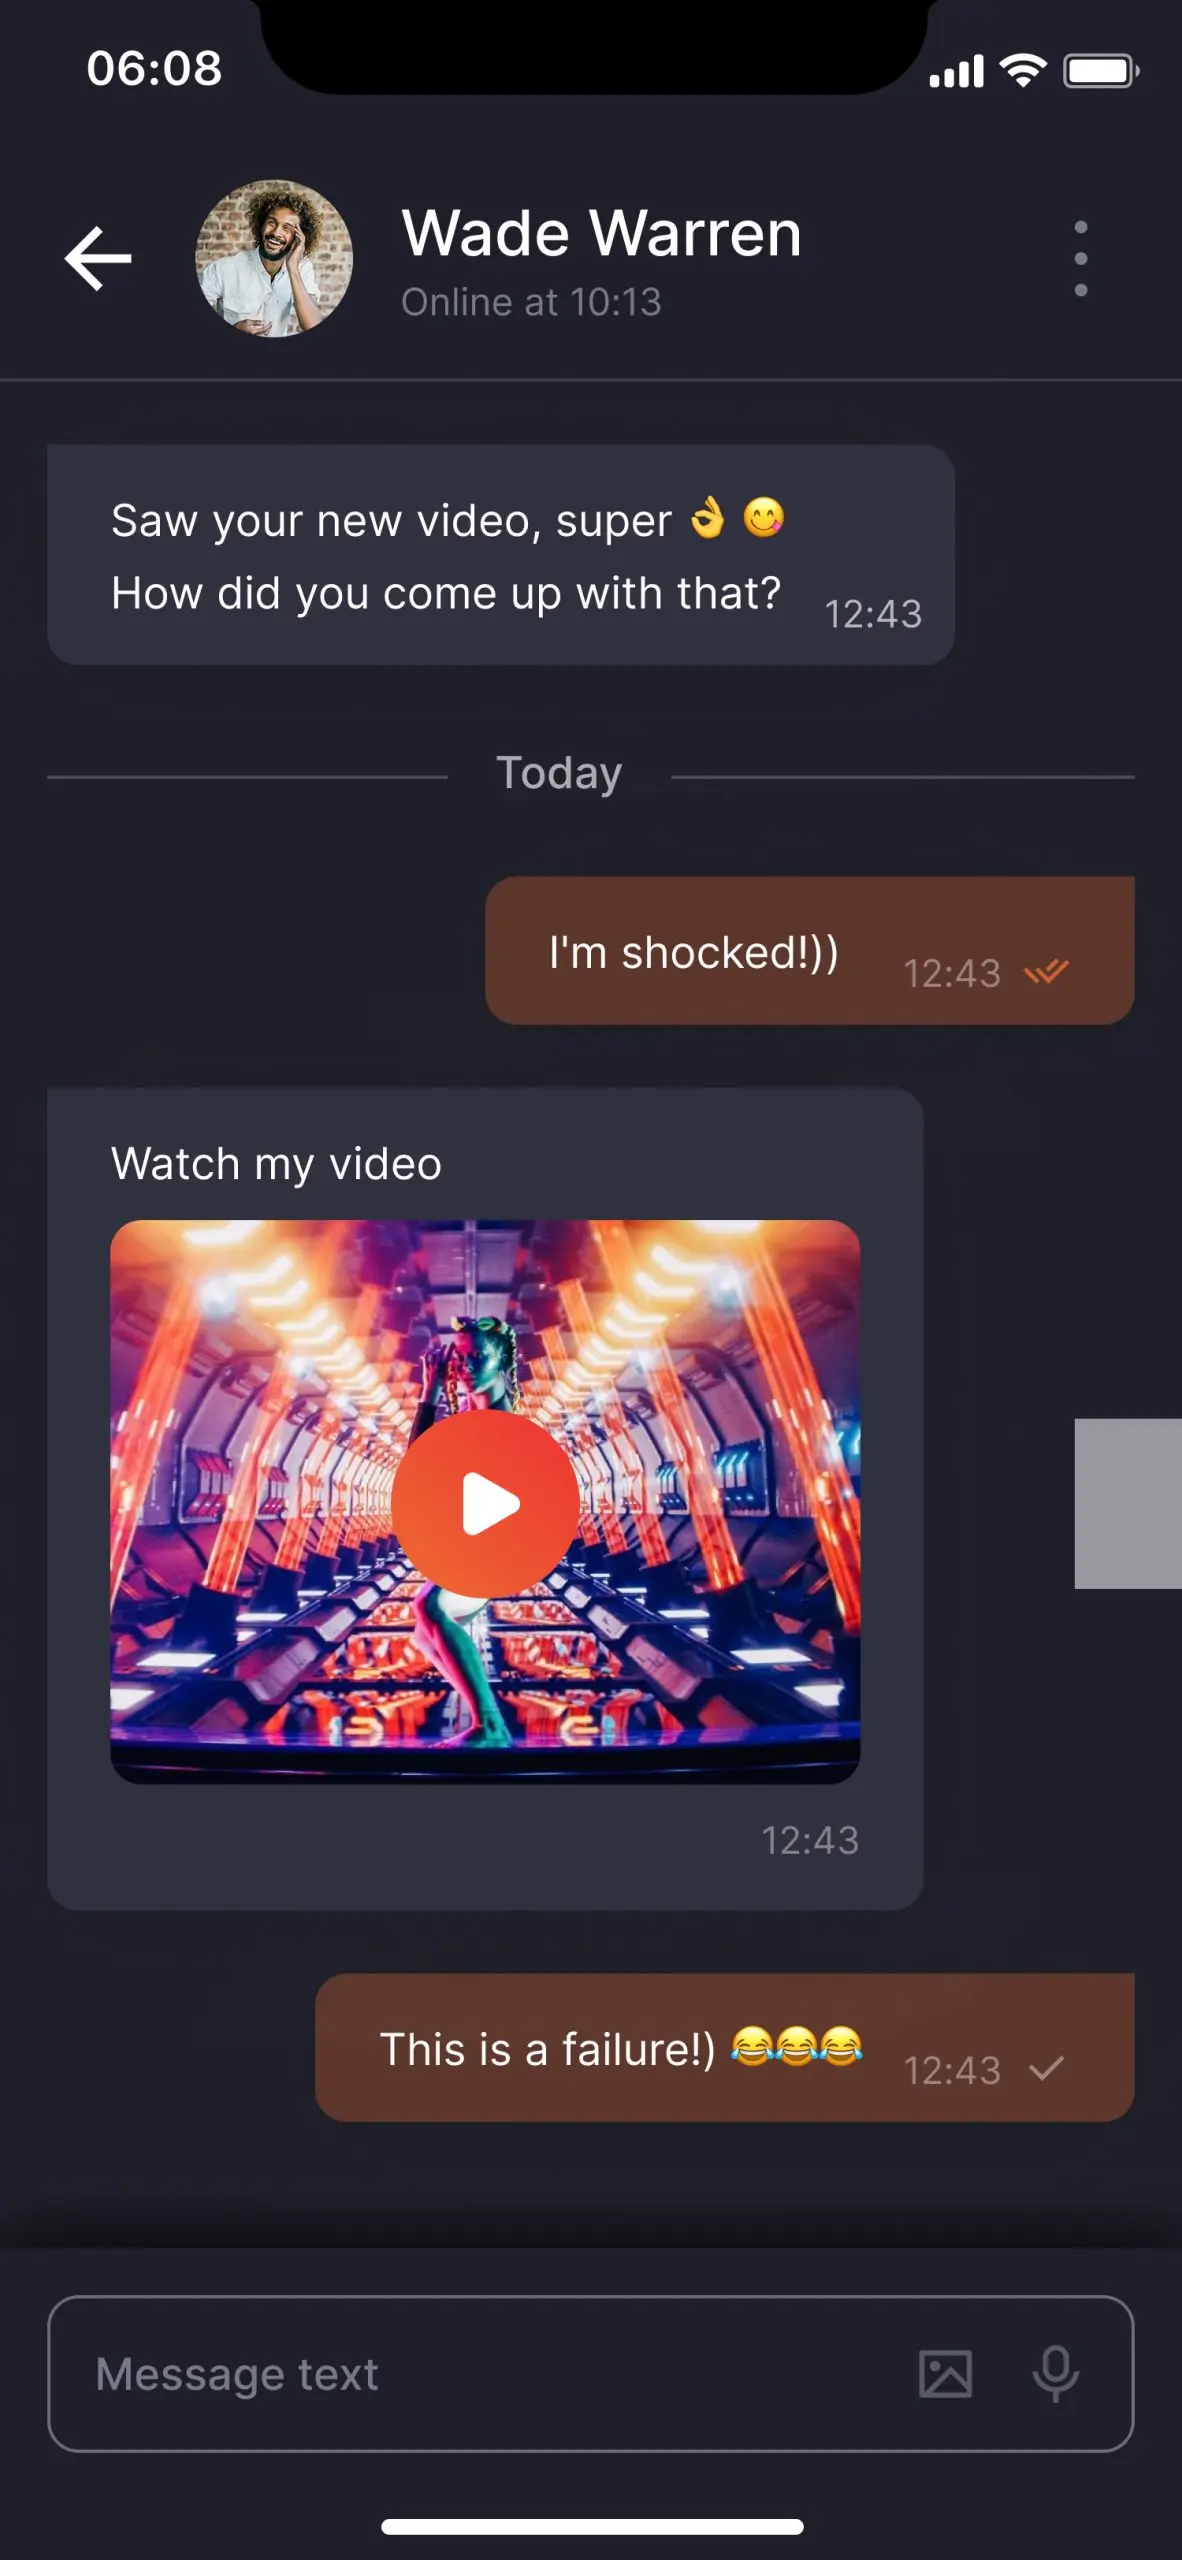 06:08
Wade Warren
Online at 10:13
Saw your new video, super 👌 😋
How did you come up with that?
12:43
Today
I'm shocked!))
12:43
Watch my video
12:43
This is a failure!) 😂😂😂
12:43
Message text